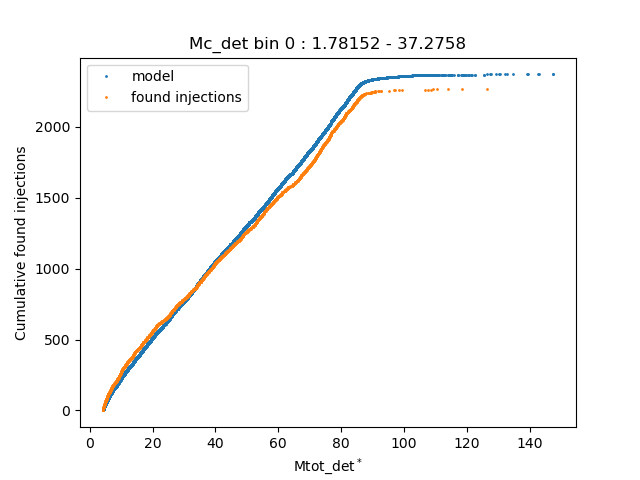 Mc_det bin 0 : 1.78152 - 37.2758
model
found injections
Cumulative found injections
2000
1500
1000
500
0
0 20 40 60 80 100 120 140
Mtot_det*